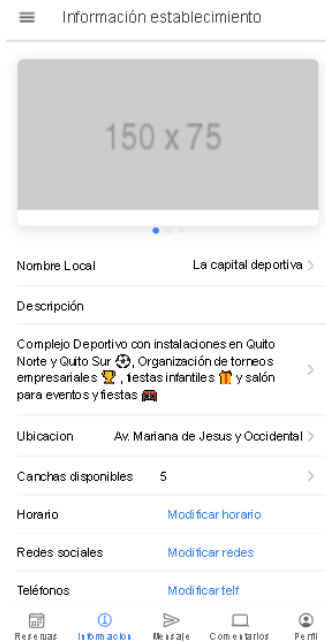 Información establecimiento
150 x 75
Nombre Local La capital deportiva
Descripción
Complejo Deportivo con instalaciones en Quito
Norte y Quito Sur ⚽, Organización de torneos
empresariales 🏆 , fiestas infantiles 🎁 y salón
para eventos y fiestas 🎮
Ubicacion Av. Mariana de Jesus y Occidental
Canchas disponibles 5
Horario Modificar horario
Redes sociales Modificar redes
Teléfonos Modificar telf
Reservas Informacion Mensaje Comentarios Perfil